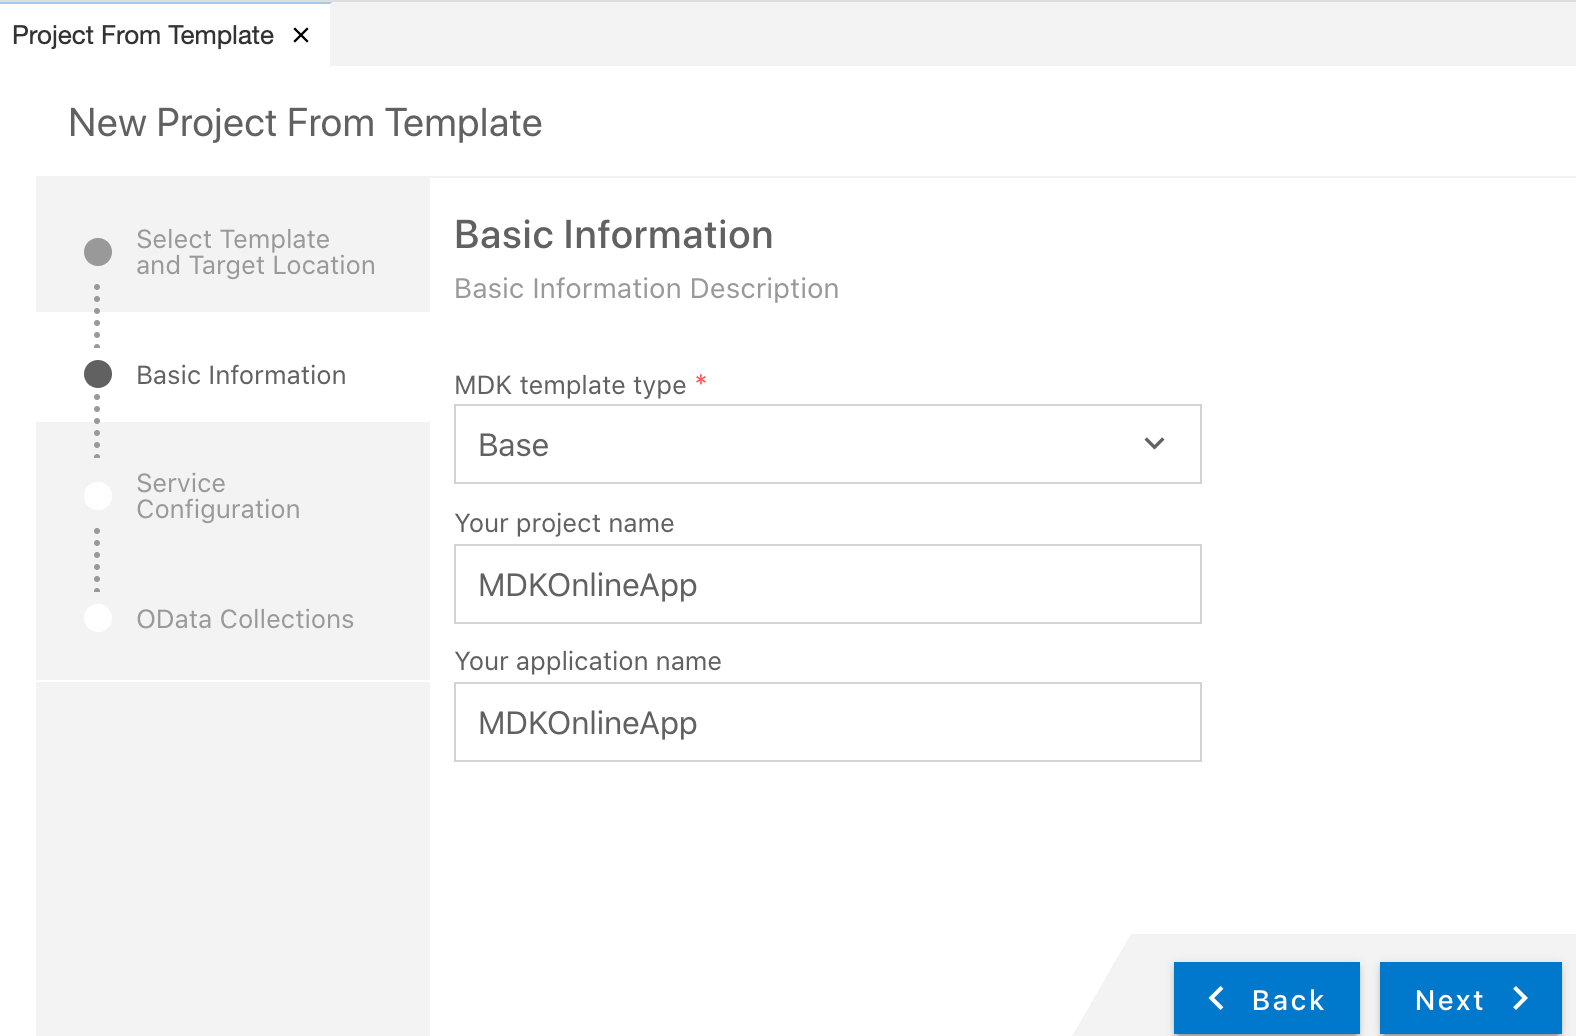 Project From Template
New Project From Template
Select Template
and Target Location
Basic Information
Service
Configuration
OData Collections
Basic Information
Basic Information Description
MDK template type *
Base
Your project name
MDKOnlineApp
Your application name
MDKOnlineApp
Back
Next